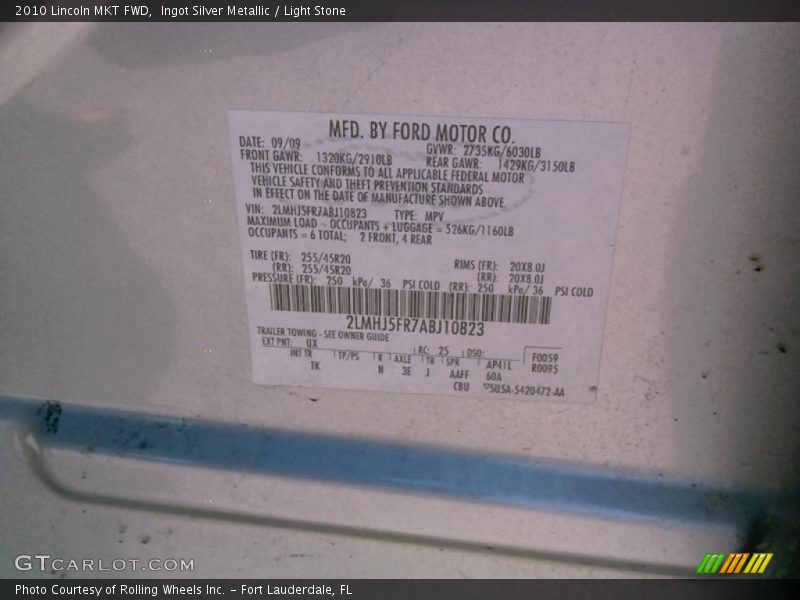 2010 Lincoln MKT FWD,  Ingot Silver Metallic / Light Stone
MFD. BY FORD MOTOR CO.
DATE: 09/09 GVWR: 2735KG/6030LB
FRONT GAWR: 1320KG/2910LB REAR GAWR: 1429KG/3150LB
THIS VEHICLE CONFORMS TO ALL APPLICABLE FEDERAL MOTOR
VEHICLE SAFETY AND THEFT PREVENTION STANDARDS
IN EFFECT ON THE DATE OF MANUFACTURE SHOWN ABOVE.
VIN: 2LMHJ5FR7ABJ10823 TYPE: MPV
MAXIMUM LOAD = OCCUPANTS + LUGGAGE = 526KG/1160LB
OCCUPANTS = 6 TOTAL; 2 FRONT, 4 REAR
TIRE (FR): 255/45R20 RIMS (FR): 20X8.0J
(RR): 255/45R20 (RR): 20X8.0J
PRESSURE (FR): 250 kPa/ 36 PSI COLD (RR): 250 kPa/ 36 PSI COLD
2LMHJ5FR7ABJ10823
TRAILER TOWING - SEE OWNER GUIDE
EXT PNT: UX RC: 25 DSO: F0059
INT TR TP/PS R AXLE TR SPR AP41L R0095
TK N 3E J AAFF 60A
CBU 5U5A-5420472-AA
GTCARLOT.COM
Photo Courtesy of Rolling Wheels Inc. – Fort Lauderdale, FL